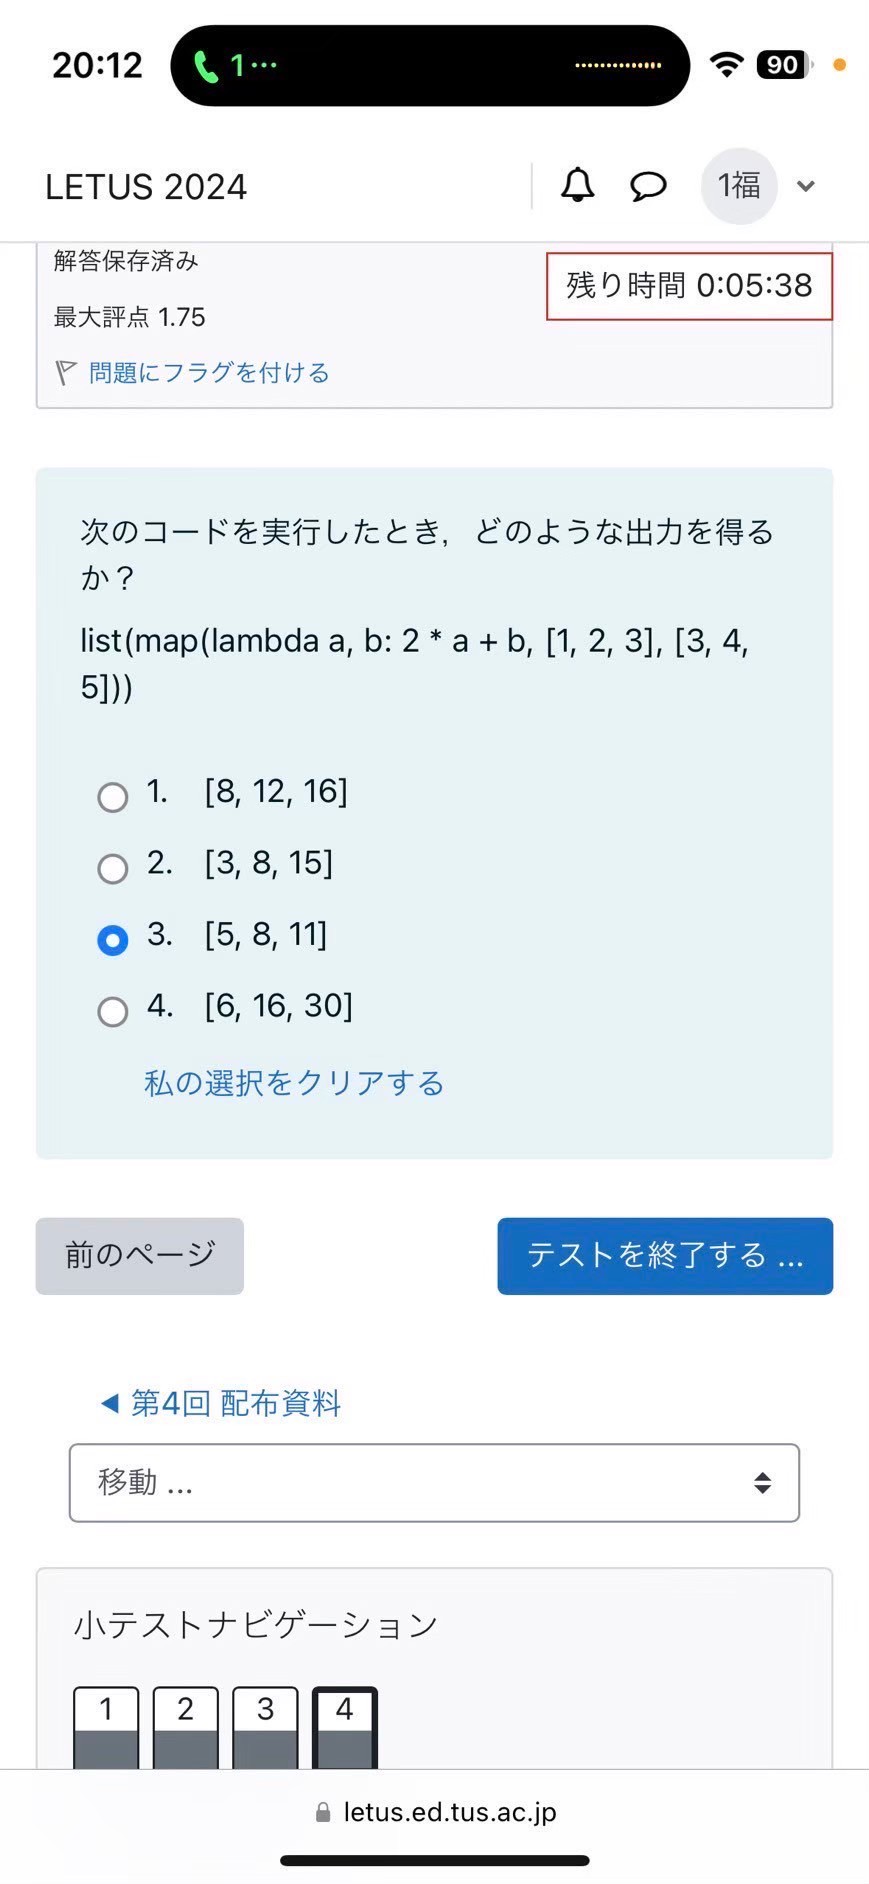 20:12
1…
90
LETUS 2024
1福
解答保存済み
残り時間 0:05:38
最大評点 1.75
問題にフラグを付ける
次のコードを実行したとき，どのような出力を得る
か？
list(map(lambda a, b: 2 * a + b, [1, 2, 3], [3, 4,
5]))
1. [8, 12, 16]
2. [3, 8, 15]
3. [5, 8, 11]
4. [6, 16, 30]
私の選択をクリアする
前のページ
テストを終了する ...
◀ 第4回 配布資料
移動 ...
小テストナビゲーション
1 2 3 4
letus.ed.tus.ac.jp